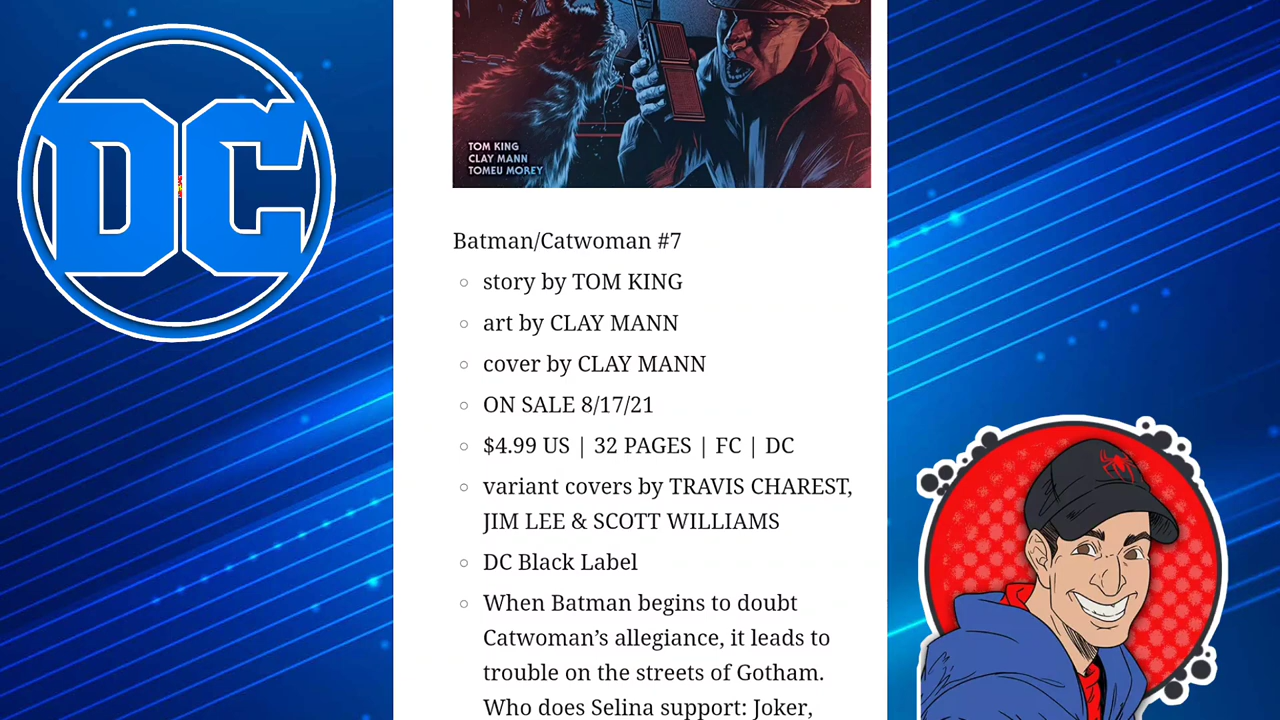 DC
TOM KING
CLAY MANN
TOMEU MOREY
Batman/Catwoman #7
story by TOM KING
art by CLAY MANN
cover by CLAY MANN
ON SALE 8/17/21
$4.99 US | 32 PAGES | FC | DC
variant covers by TRAVIS CHAREST,
JIM LEE & SCOTT WILLIAMS
DC Black Label
When Batman begins to doubt
Catwoman’s allegiance, it leads to
trouble on the streets of Gotham.
Who does Selina support: Joker,